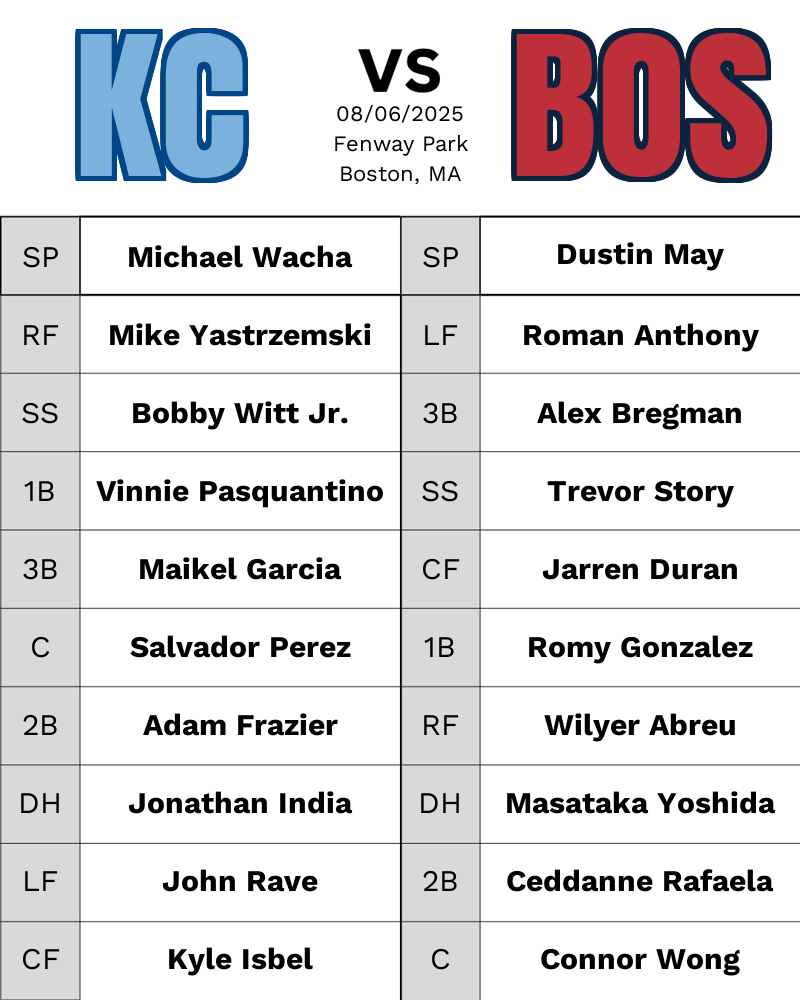 KC VS BOS
08/06/2025
Fenway Park
Boston, MA
SP Michael Wacha SP Dustin May
RF Mike Yastrzemski LF Roman Anthony
SS Bobby Witt Jr. 3B Alex Bregman
1B Vinnie Pasquantino SS Trevor Story
3B Maikel Garcia CF Jarren Duran
C Salvador Perez 1B Romy Gonzalez
2B Adam Frazier RF Wilyer Abreu
DH Jonathan India DH Masataka Yoshida
LF John Rave 2B Ceddanne Rafaela
CF Kyle Isbel C Connor Wong